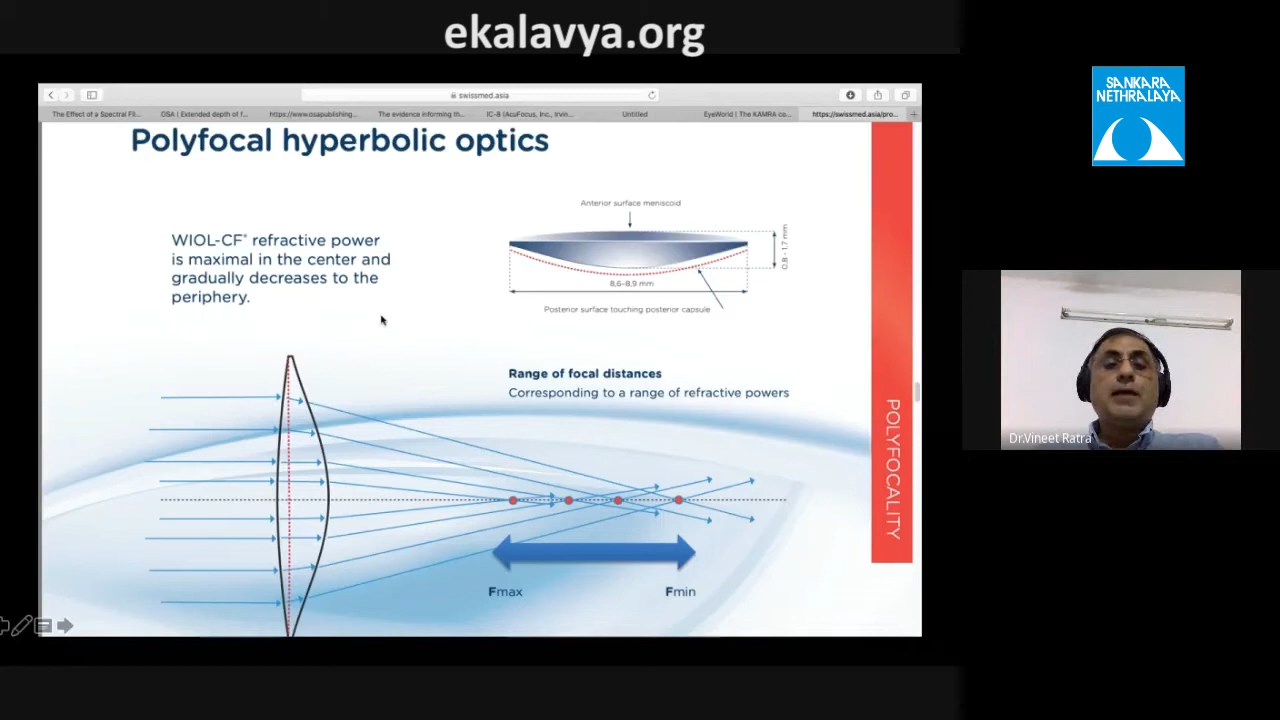 ekalavya.org
SANKARA
NETHRALAYA
swissmed.asia
The Effect of a Spectral Fil...
OSA | Extended depth of f...
https://www.osapublishing...
The evidence informing th...
IC-8 (AcuFocus, Inc., Irvin...
Untitled
EyeWorld | The KAMRA co...
https://swissmed.asia/pro...
Polyfocal hyperbolic optics
WIOL-CF® refractive power
is maximal in the center and
gradually decreases to the
periphery.
Anterior surface meniscoid
0,8 - 1,7 mm
8,6–8,9 mm
Posterior surface touching posterior capsule
Range of focal distances
Corresponding to a range of refractive powers
POLYFOCALITY
Fmax
Fmin
Dr.Vineet Ratra